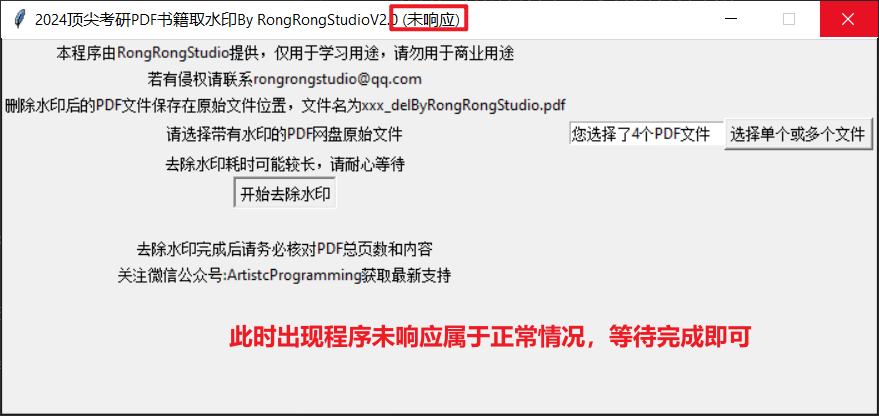 2024顶尖考研PDF书籍取水印By RongRongStudioV2.0 (未响应)
本程序由RongRongStudio提供，仅用于学习用途，请勿用于商业用途
若有侵权请联系rongrongstudio@qq.com
删除水印后的PDF文件保存在原始文件位置，文件名为xxx_delByRongRongStudio.pdf
请选择带有水印的PDF网盘原始文件 您选择了4个PDF文件 选择单个或多个文件
去除水印耗时可能较长，请耐心等待
开始去除水印
去除水印完成后请务必核对PDF总页数和内容
关注微信公众号:ArtistcProgramming获取最新支持
此时出现程序未响应属于正常情况，等待完成即可